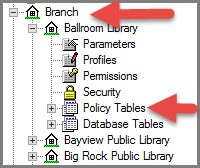 Branch
Ballroom Library
Parameters
Profiles
Permissions
Security
Policy Tables
Database Tables
Bayview Public Library
Big Rock Public Library